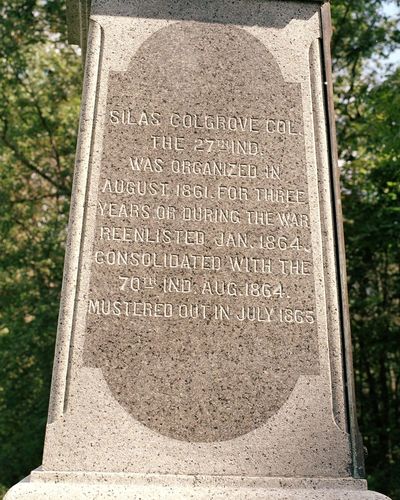 SILAS COLGROVE COL.
THE 27TH IND.
WAS ORGANIZED IN
AUGUST 1861. FOR THREE
YEARS OR DURING THE WAR
REENLISTED JAN. 1864.
CONSOLIDATED WITH THE
70TH IND. AUG. 1864.
MUSTERED OUT IN JULY 1865